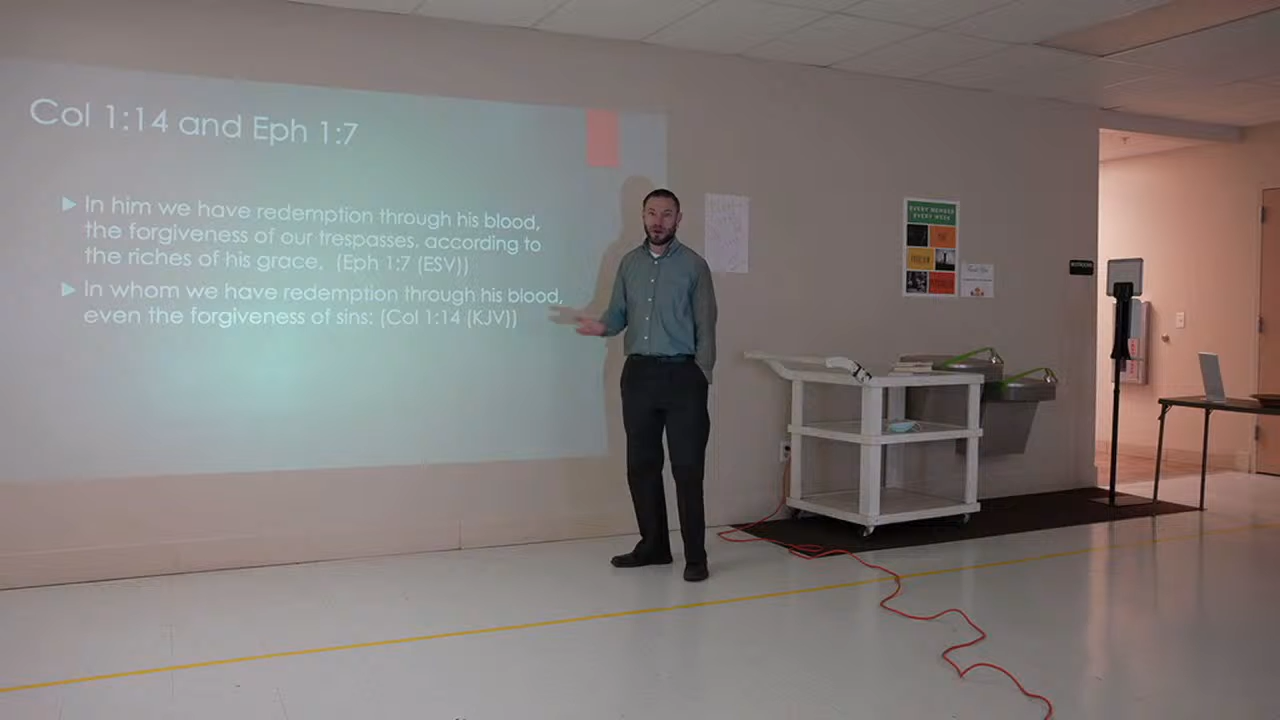 Col 1:14 and Eph 1:7
In him we have redemption through his blood,
the forgiveness of our trespasses, according to
the riches of his grace, (Eph 1:7 (ESV))
In whom we have redemption through his blood,
even the forgiveness of sins: (Col 1:14 (KJV))
EVERY MEMBER
EVERY WEEK